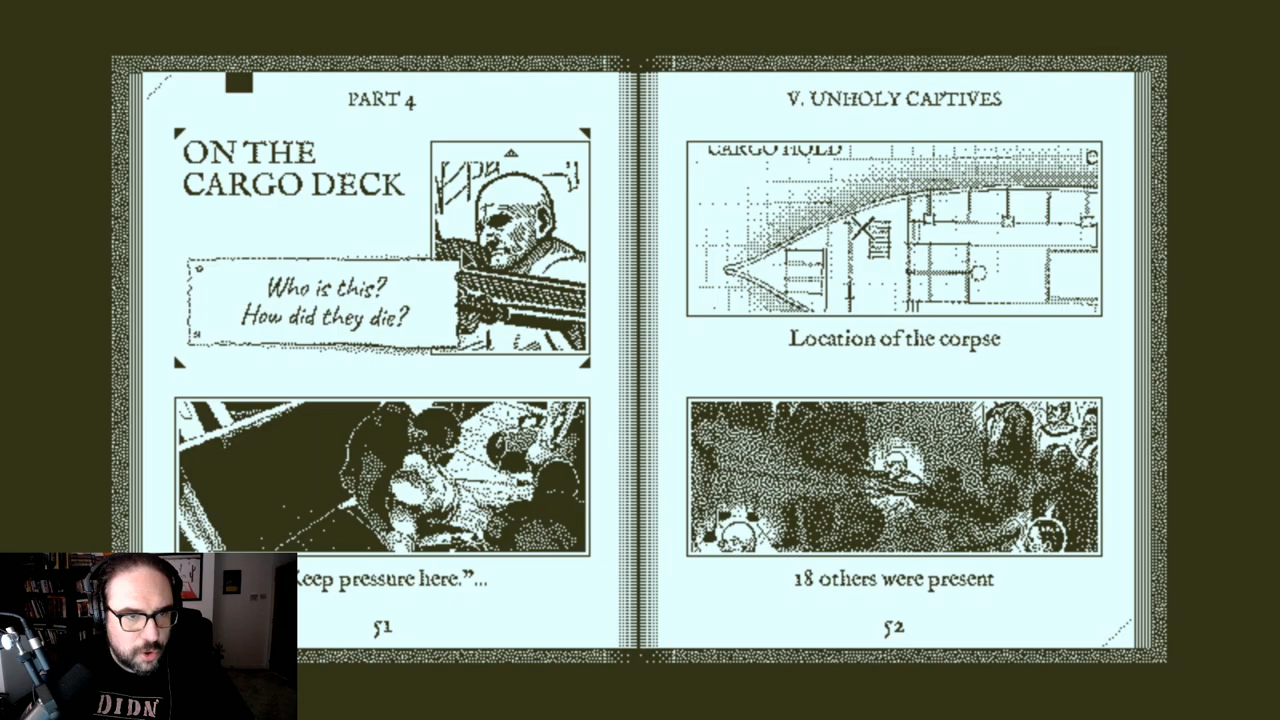 PART 4
ON THE
CARGO DECK
Who is this?
How did they die?
Keep pressure here."...
51
V. UNHOLY CAPTIVES
CARGO HOLD
Location of the corpse
18 others were present
52
DIDN